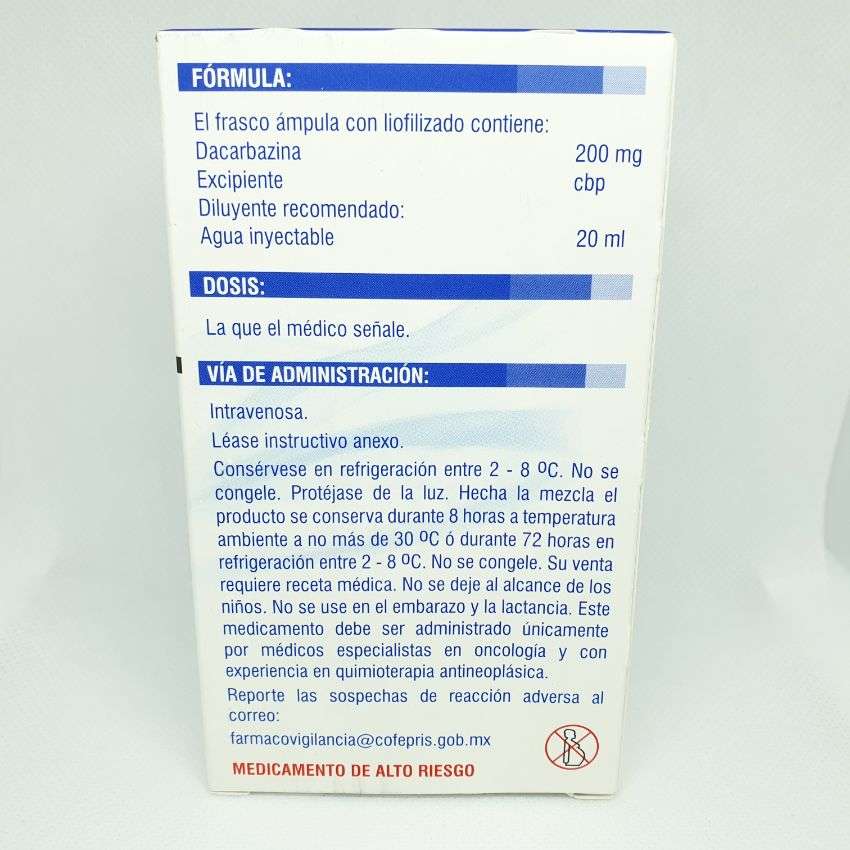 FÓRMULA:
El frasco ámpula con liofilizado contiene:
Dacarbazina 200 mg
Excipiente cbp
Diluyente recomendado:
Agua inyectable 20 ml
DOSIS:
La que el médico señale.
VÍA DE ADMINISTRACIÓN:
Intravenosa.
Léase instructivo anexo.
Consérvese en refrigeración entre 2 - 8 ºC. No se
congele. Protéjase de la luz. Hecha la mezcla el
producto se conserva durante 8 horas a temperatura
ambiente a no más de 30 ºC ó durante 72 horas en
refrigeración entre 2 - 8 ºC. No se congele. Su venta
requiere receta médica. No se deje al alcance de los
niños. No se use en el embarazo y la lactancia. Este
medicamento debe ser administrado únicamente
por médicos especialistas en oncología y con
experiencia en quimioterapia antineoplásica.
Reporte las sospechas de reacción adversa al
correo:
farmacovigilancia@cofepris.gob.mx
MEDICAMENTO DE ALTO RIESGO